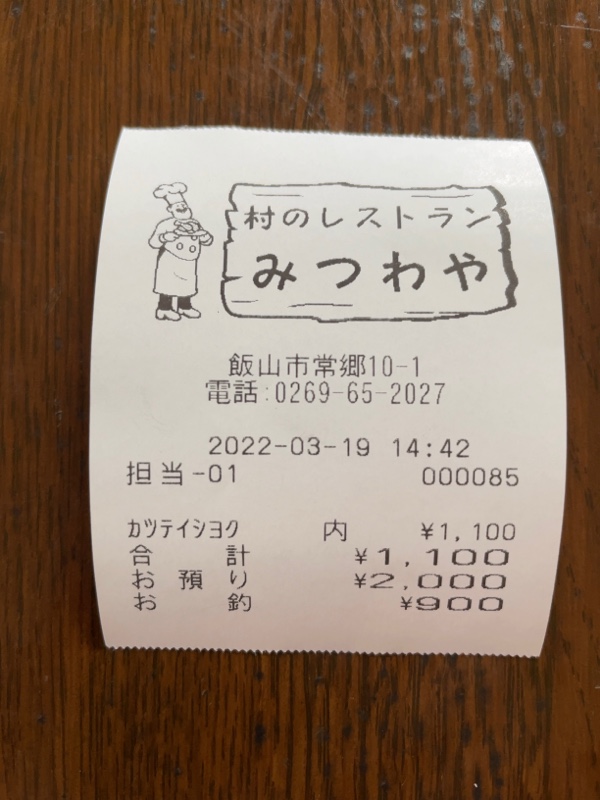 村のレストラン
みつわや
飯山市常郷10-1
電話:0269-65-2027
2022-03-19 14:42
担当-01 000085
ｶﾂﾃｲｼﾖｸ 内 ¥1,100
合計 ¥1,100
お預り ¥2,000
お釣 ¥900